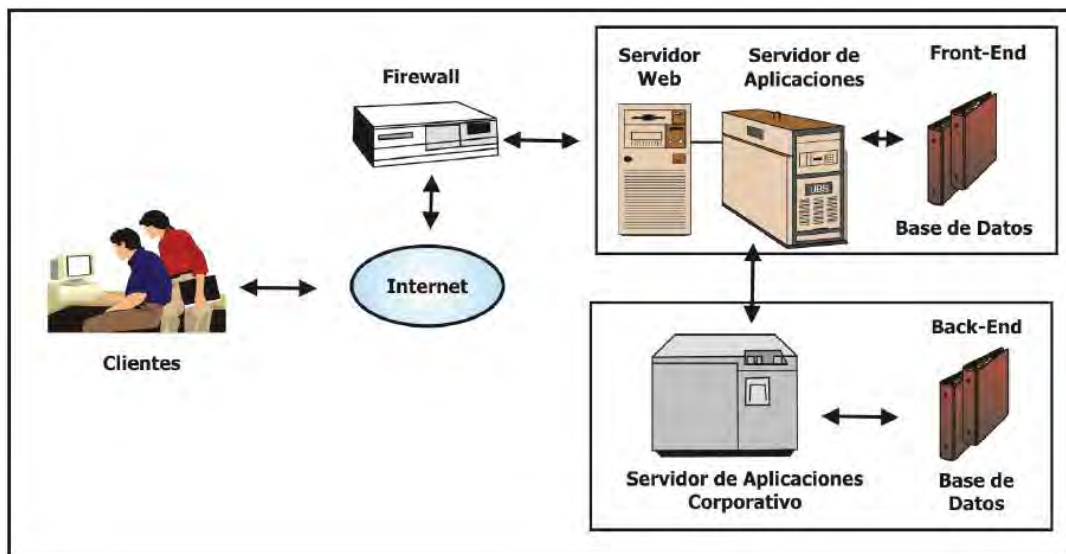 Firewall
Internet
Clientes
Servidor
Web
Servidor de
Aplicaciones
Front-End
UBS
Base de Datos
Back-End
Servidor de Aplicaciones
Corporativo
Base de
Datos